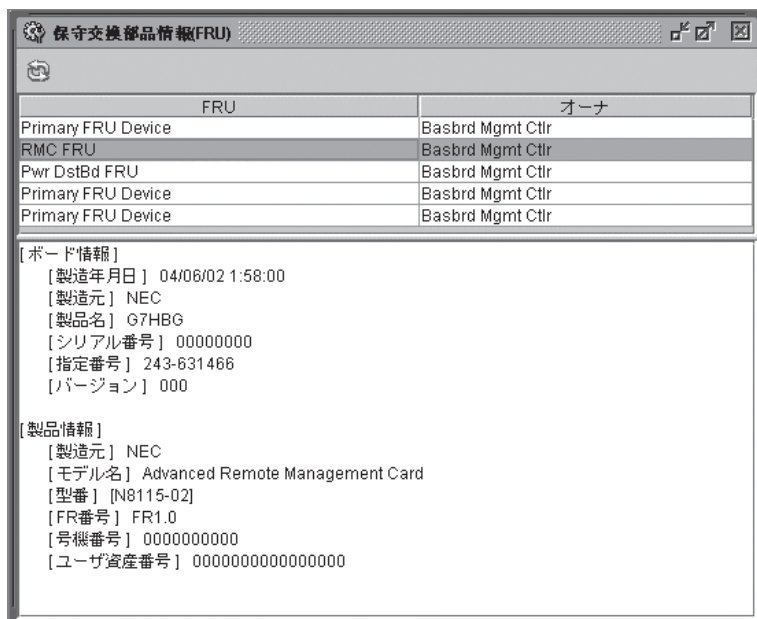 保守交換部品情報(FRU)
FRU オーナ
Primary FRU Device Basbrd Mgmt Ctlr
RMC FRU Basbrd Mgmt Ctlr
Pwr DstBd FRU Basbrd Mgmt Ctlr
Primary FRU Device Basbrd Mgmt Ctlr
Primary FRU Device Basbrd Mgmt Ctlr
[ボード情報]
[製造年月日] 04/06/02 1:58:00
[製造元] NEC
[製品名] G7HBG
[シリアル番号] 00000000
[指定番号] 243-631466
[バージョン] 000
[製品情報]
[製造元] NEC
[モデル名] Advanced Remote Management Card
[型番] [N8115-02]
[FR番号] FR1.0
[号機番号] 0000000000
[ユーザ資産番号] 0000000000000000